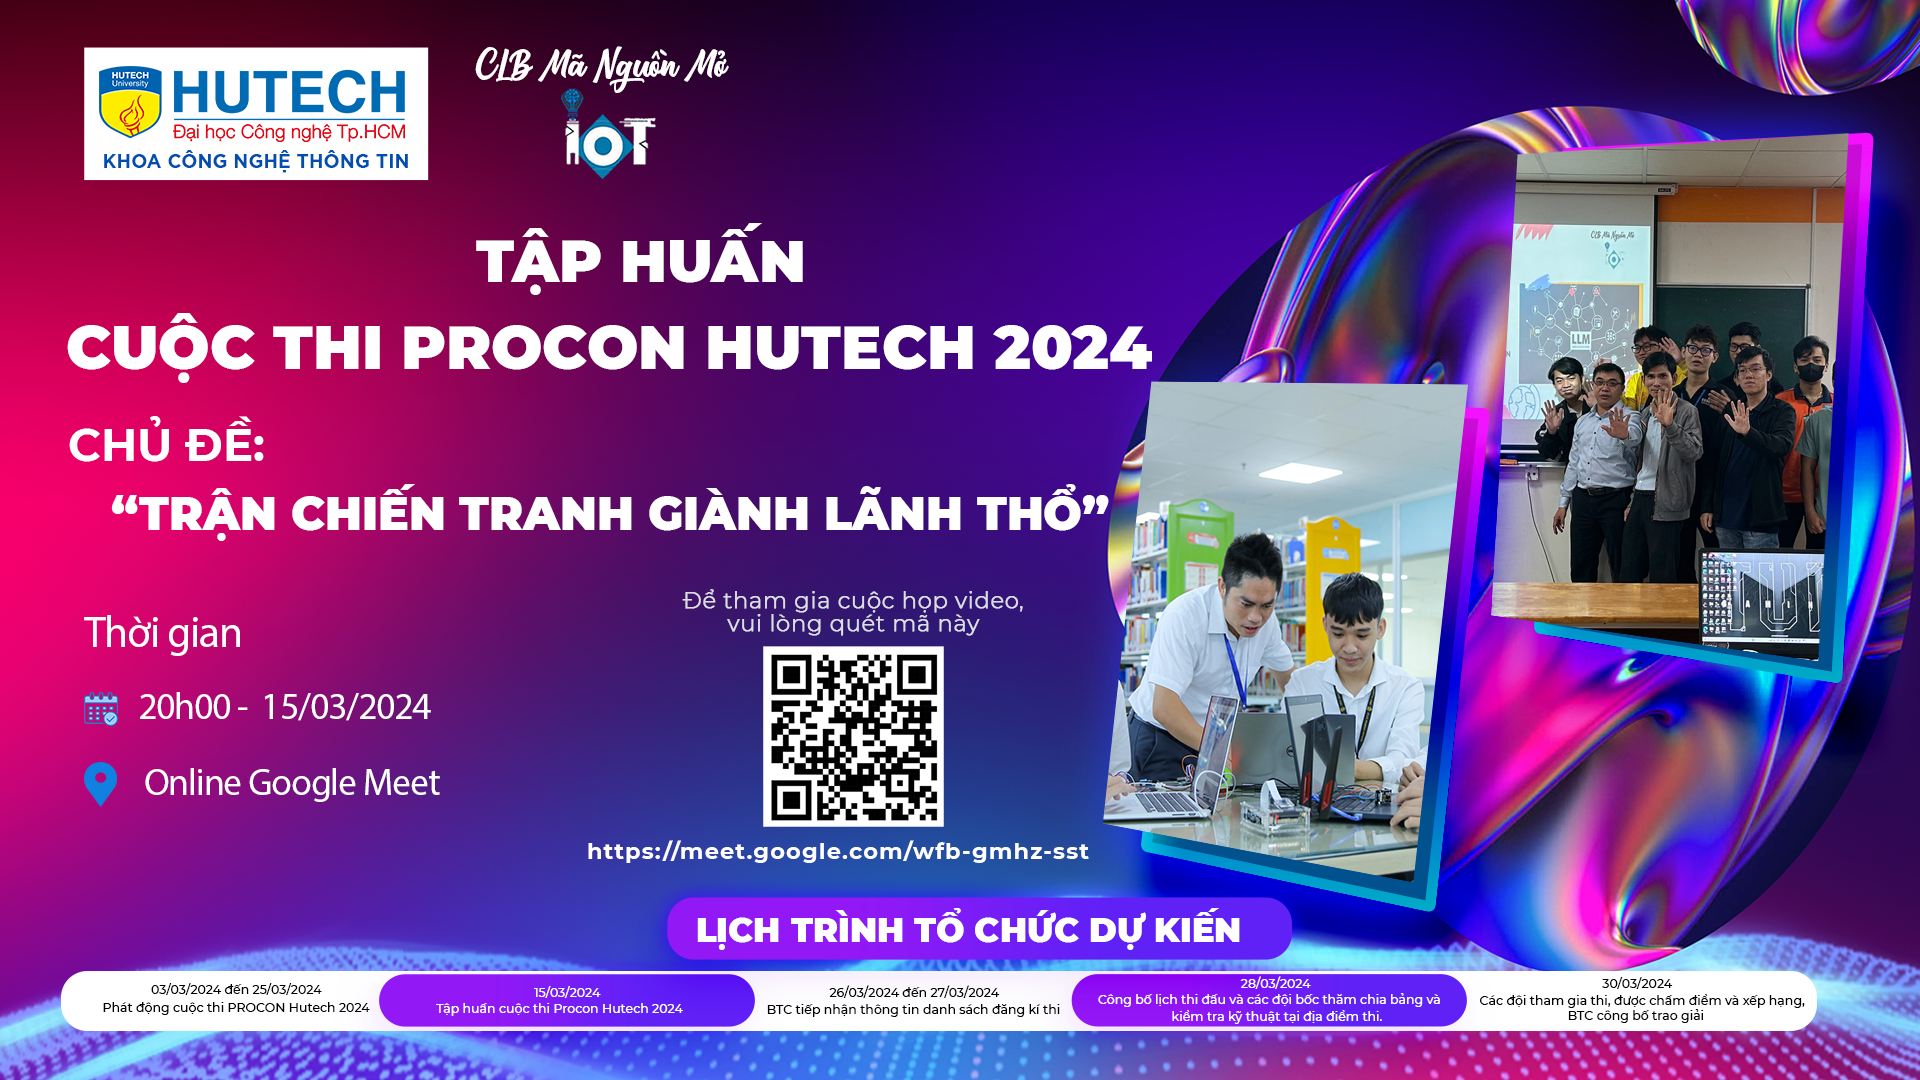 HUTECH
University
HUTECH
Đại học Công nghệ Tp.HCM
KHOA CÔNG NGHỆ THÔNG TIN
CLB Mã Nguồn Mở
IOT
TẬP HUẤN
CUỘC THI PROCON HUTECH 2024
CHỦ ĐỀ:
“TRẬN CHIẾN TRANH GIÀNH LÃNH THỔ”
Thời gian
20h00 - 15/03/2024
Online Google Meet
Để tham gia cuộc họp video,
vui lòng quét mã này
https://meet.google.com/wfb-gmhz-sst
CLB Mã Nguồn Mở
IOT
LLM
LỊCH TRÌNH TỔ CHỨC DỰ KIẾN
03/03/2024 đến 25/03/2024
Phát động cuộc thi PROCON Hutech 2024
15/03/2024
Tập huấn cuộc thi Procon Hutech 2024
26/03/2024 đến 27/03/2024
BTC tiếp nhận thông tin danh sách đăng kí thi
28/03/2024
Công bố lịch thi đấu và các đội bốc thăm chia bảng và
kiểm tra kỹ thuật tại địa điểm thi.
30/03/2024
Các đội tham gia thi, được chấm điểm và xếp hạng,
BTC công bố trao giải